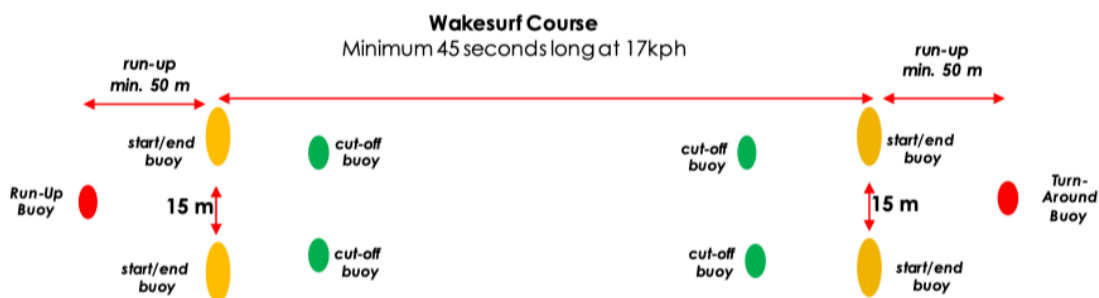 Wakesurf Course
Minimum 45 seconds long at 17kph
run-up
min. 50 m
run-up
min. 50 m
start/end
buoy
cut-off
buoy
cut-off
buoy
start/end
buoy
Run-Up
Buoy
15 m
15 m
Turn-
Around
Buoy
start/end
buoy
cut-off
buoy
cut-off
buoy
start/end
buoy